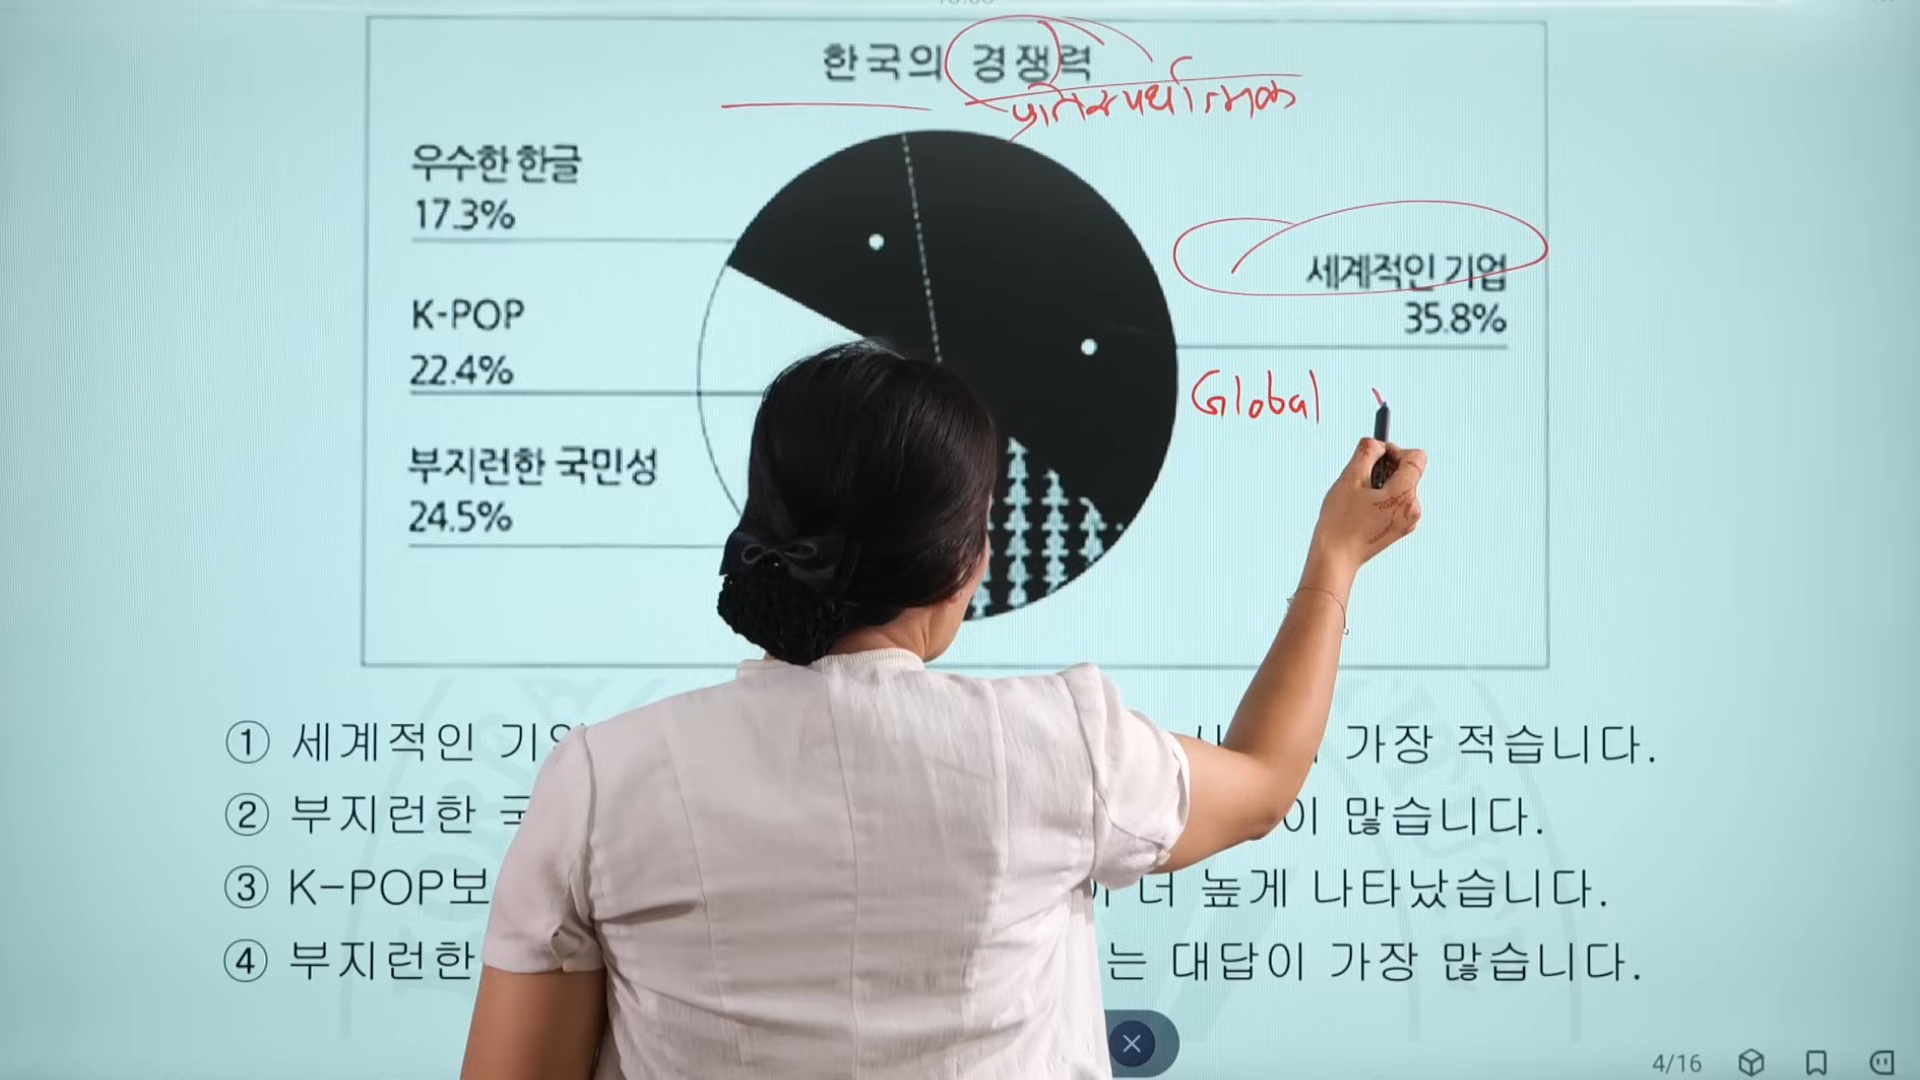 한국의 경쟁력
우수한 한글
17.3%
K-POP
22.4%
부지런한 국민성
24.5%
세계적인 기업
35.8%
Global
① 세계적인 가장 적습니다.
② 부지런한 많습니다.
③ K-POP보 더 높게 나타났습니다.
④ 부지런한 는 대답이 가장 많습니다.
4/16